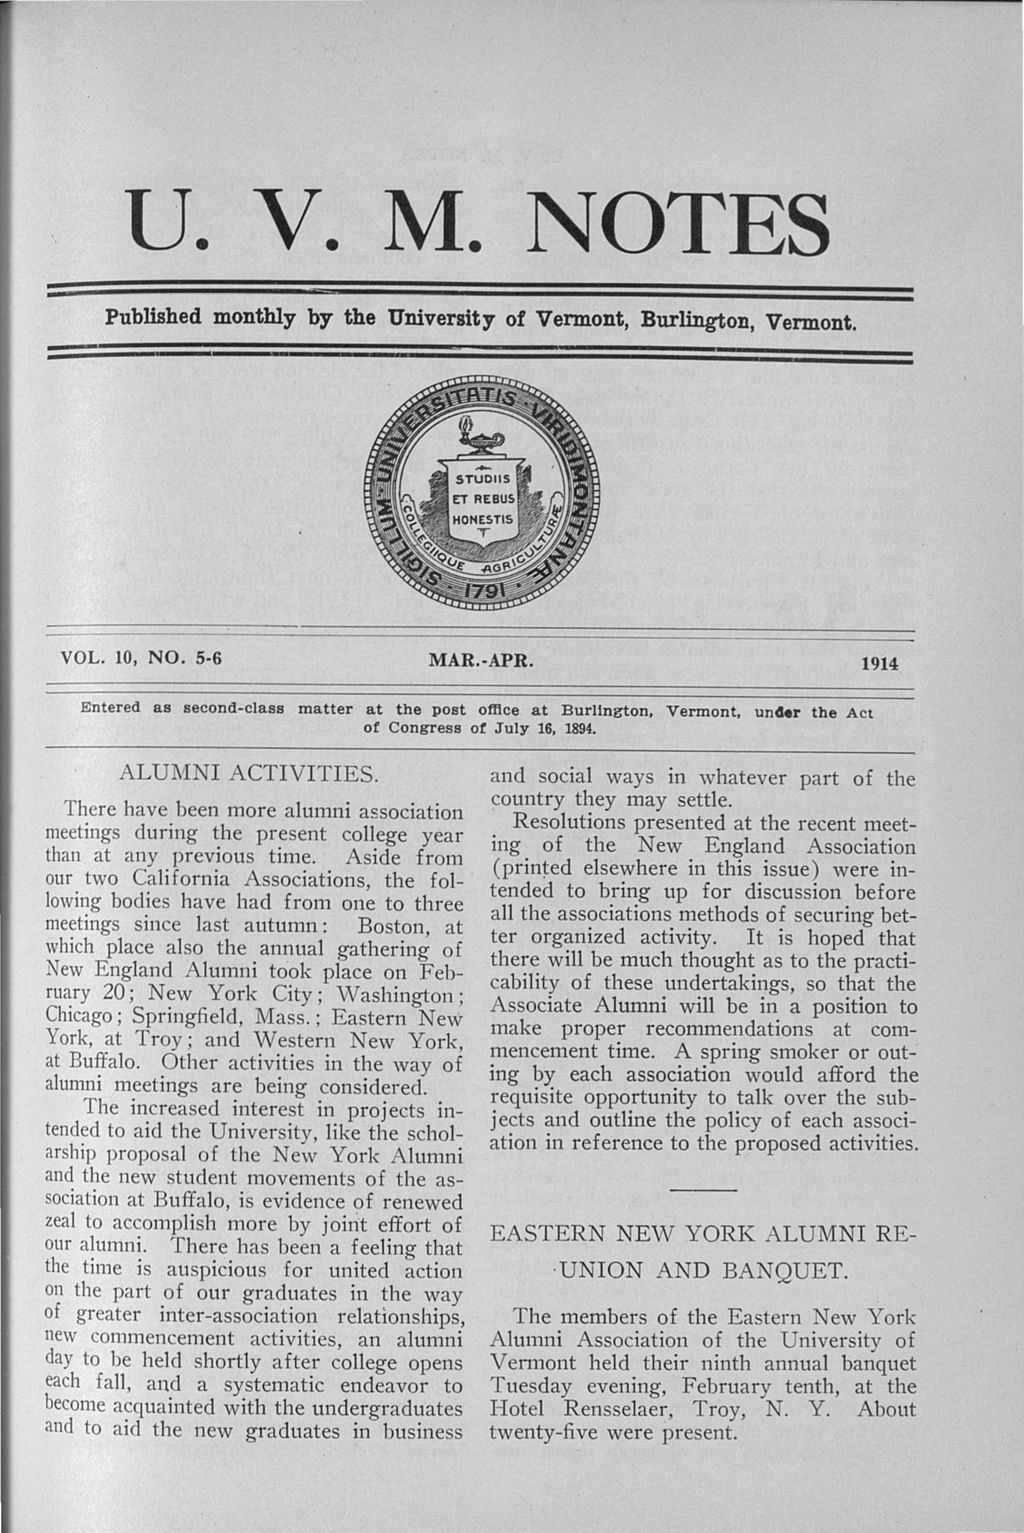 U. V. M. NOTES
Published monthly by the University of Vermont, Burlington, Vermont.
SIGILLUM · UNIVERSITATIS · VIRIDIMONTANÆ ·
COLLEGIIQUE AGRICULTURÆ
STUDIIS
ET REBUS
HONESTIS
1791
VOL. 10, NO. 5-6 MAR.-APR. 1914
Entered as second-class matter at the post office at Burlington, Vermont, under the Act
of Congress of July 16, 1894.
ALUMNI ACTIVITIES.
There have been more alumni association
meetings during the present college year
than at any previous time. Aside from
our two California Associations, the fol-
lowing bodies have had from one to three
meetings since last autumn: Boston, at
which place also the annual gathering of
New England Alumni took place on Feb-
ruary 20; New York City; Washington;
Chicago; Springfield, Mass.; Eastern New
York, at Troy; and Western New York,
at Buffalo. Other activities in the way of
alumni meetings are being considered.
The increased interest in projects in-
tended to aid the University, like the schol-
arship proposal of the New York Alumni
and the new student movements of the as-
sociation at Buffalo, is evidence of renewed
zeal to accomplish more by joint effort of
our alumni. There has been a feeling that
the time is auspicious for united action
on the part of our graduates in the way
of greater inter-association relationships,
new commencement activities, an alumni
day to be held shortly after college opens
each fall, and a systematic endeavor to
become acquainted with the undergraduates
and to aid the new graduates in business
and social ways in whatever part of the
country they may settle.
Resolutions presented at the recent meet-
ing of the New England Association
(printed elsewhere in this issue) were in-
tended to bring up for discussion before
all the associations methods of securing bet-
ter organized activity. It is hoped that
there will be much thought as to the practi-
cability of these undertakings, so that the
Associate Alumni will be in a position to
make proper recommendations at com-
mencement time. A spring smoker or out-
ing by each association would afford the
requisite opportunity to talk over the sub-
jects and outline the policy of each associ-
ation in reference to the proposed activities.
EASTERN NEW YORK ALUMNI RE-
UNION AND BANQUET.
The members of the Eastern New York
Alumni Association of the University of
Vermont held their ninth annual banquet
Tuesday evening, February tenth, at the
Hotel Rensselaer, Troy, N. Y. About
twenty-five were present.